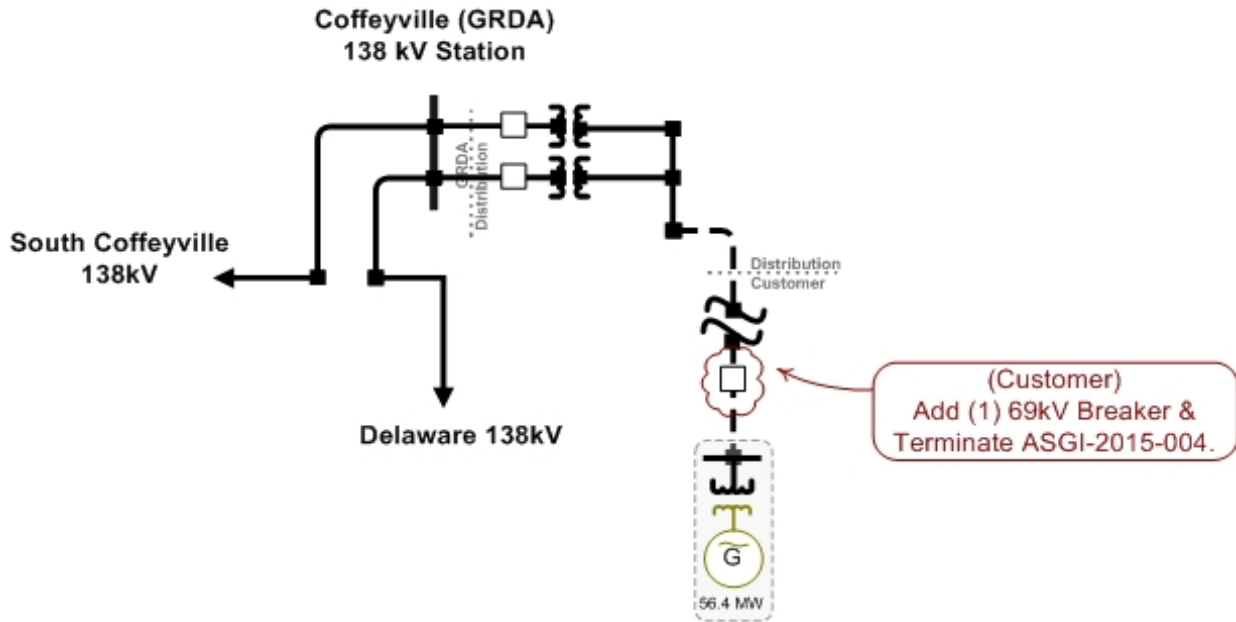 Coffeyville (GRDA)
138 kV Station
GRDA
Distribution
South Coffeyville
138kV
Distribution
Customer
(Customer)
Add (1) 69kV Breaker &
Terminate ASGI-2015-004.
Delaware 138kV
G
56.4 MW